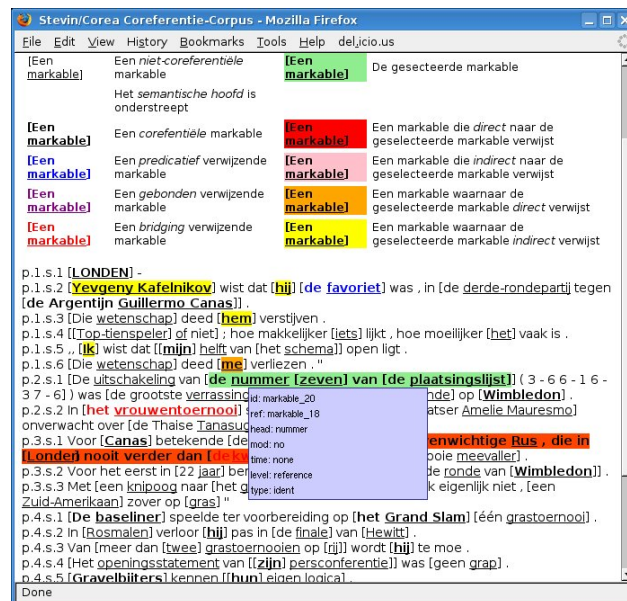 Stevin/Corea Coreferentie-Corpus - Mozilla Firefox
File Edit View History Bookmarks Tools Help del.icio.us
[Een markable] Een niet-coreferentiële markable [Een markable] De gesecteerde markable
Het semantische hoofd is onderstreept
[Een markable] Een corefentiële markable [Een markable] Een markable die direct naar de geselecteerde markable verwijst
[Een markable] Een predicatief verwijzende markable [Een markable] Een markable die indirect naar de geselecteerde markable verwijst
[Een markable] Een gebonden verwijzende markable [Een markable] Een markable waarnaar de geselecteerde markable direct verwijst
[Een markable] Een bridging verwijzende markable [Een markable] Een markable waarnaar de geselecteerde markable indirect verwijst
p.1.s.1 [LONDEN] -
p.1.s.2 [Yevgeny Kafelnikov] wist dat [hij] [de favoriet] was , in [de derde-rondepartij tegen
[de Argentijn Guillermo Canas]] .
p.1.s.3 [Die wetenschap] deed [hem] verstijven .
p.1.s.4 [[Top-tienspeler] of niet] ; hoe makkelijker [iets] lijkt , hoe moeilijker [het] vaak is .
p.1.s.5 ,, [Ik] wist dat [[mijn] helft van [het schema]] open ligt .
p.1.s.6 [Die wetenschap] deed [me] verliezen . "
p.2.s.1 [De uitschakeling van [de nummer [zeven] van [de plaatsingslijst]] ( 3 - 6 6 - 1 6 -
3 7 - 6] ) was [de grootste verrassing nde] op [Wimbledon] .
p.2.s.2 In [het vrouwentoernooi] s atser Amelie Mauresmo]
onverwacht over [de Thaise Tanasug
p.3.s.1 Voor [Canas] betekende [de enwichtige Rus , die in
[Londen] nooit verder dan [de kw ooie meevaller] .
p.3.s.2 Voor het eerst in [22 jaar] ber de ronde van [Wimbledon]] .
p.3.s.3 Met [een knipoog naar [het g k eigenlijk niet , [een
Zuid-Amerikaan] zover op [gras] "
p.4.s.1 [De baseliner] speelde ter voorbereiding op [het Grand Slam] [één grastoernooi] .
p.4.s.2 In [Rosmalen] verloor [hij] pas in [de finale] van [Hewitt] .
p.4.s.3 Van [meer dan [twee] grastoernooien op [rij]] wordt [hij] te moe .
p.4.s.4 [Het openingsstatement van [[zijn] persconferentie]] was [geen grap] .
p.4.s.5 [Gravelbijters] kennen [[hun] eigen logica] .
id: markable_20
ref: markable_18
head: nummer
mod: no
time: none
level: reference
type: ident
Done